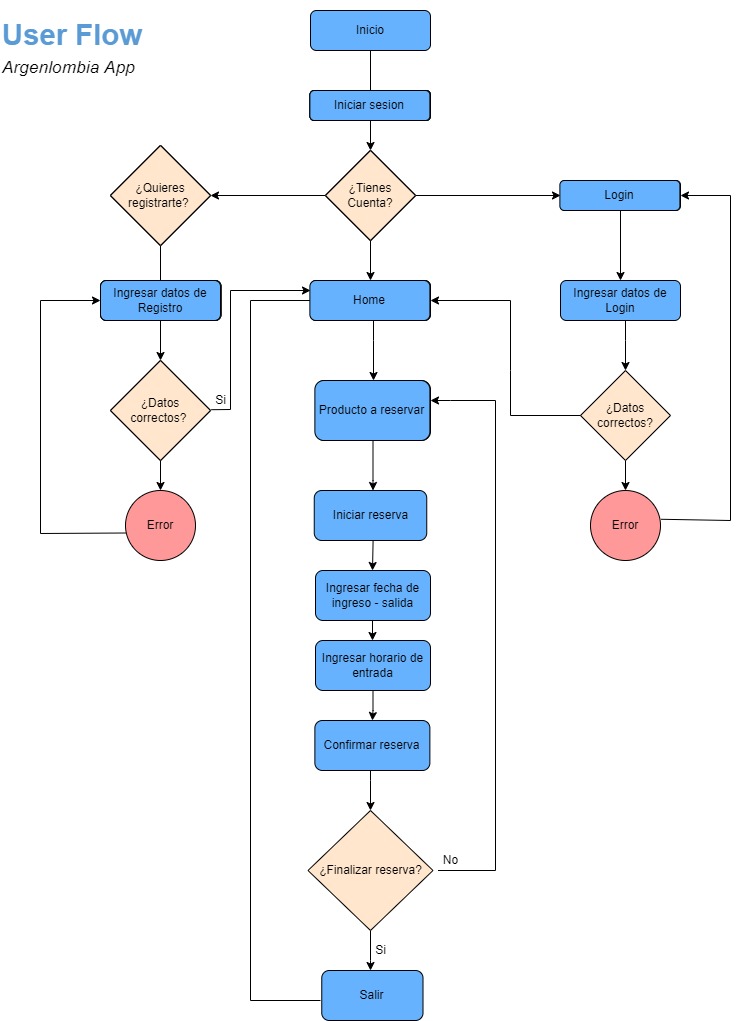 User Flow
Argenlombia App
Inicio
Iniciar sesion
¿Quieres
registrarte?
¿Tienes
Cuenta?
Login
Ingresar datos de
Registro
Home
Ingresar datos de
Login
¿Datos
correctos?
Si
Producto a reservar
¿Datos
correctos?
Error
Iniciar reserva
Error
Ingresar fecha de
ingreso - salida
Ingresar horario de
entrada
Confirmar reserva
¿Finalizar reserva?
No
Si
Salir